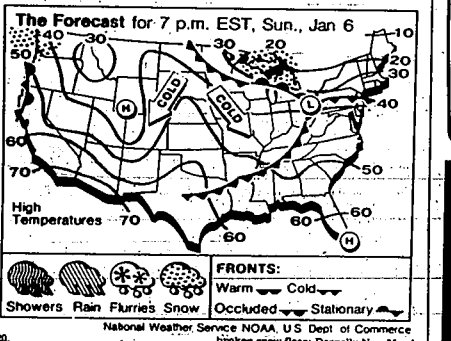 The Forecast for 7 p.m. EST, Sun., Jan 6
40 30 30 20 10
50 20
30
COLD COLD
H L 40
60
70 50
High
Temperatures
70 60 60 60
H
Showers Rain Flurries Snow
FRONTS:
Warm Cold
Occluded Stationary
National Weather Service NOAA, U S Dept of Commerce